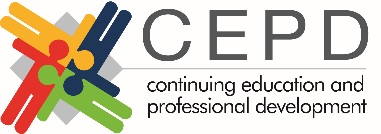 CEPD
continuing education and
professional development